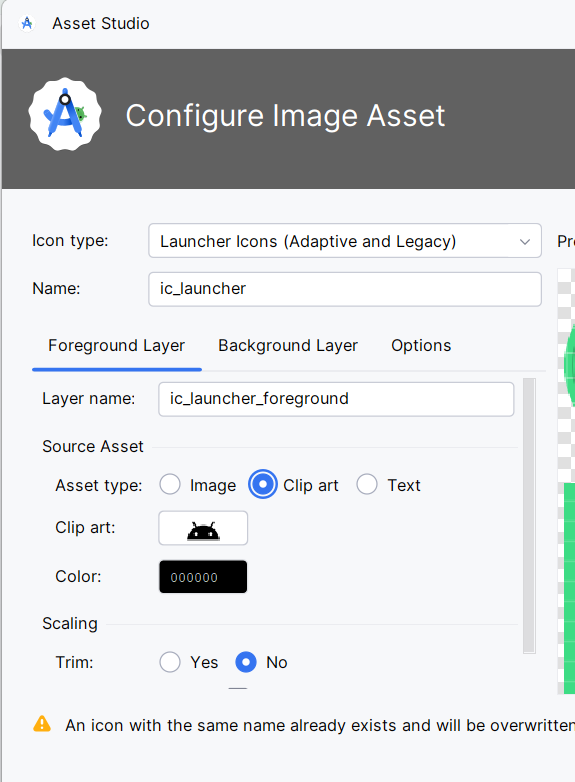 Asset Studio
Configure Image Asset
Icon type: Launcher Icons (Adaptive and Legacy)
Name: ic_launcher
Foreground Layer Background Layer Options
Layer name: ic_launcher_foreground
Source Asset
Asset type: Image Clip art Text
Clip art:
Color: 000000
Scaling
Trim: Yes No
An icon with the same name already exists and will be overwritten